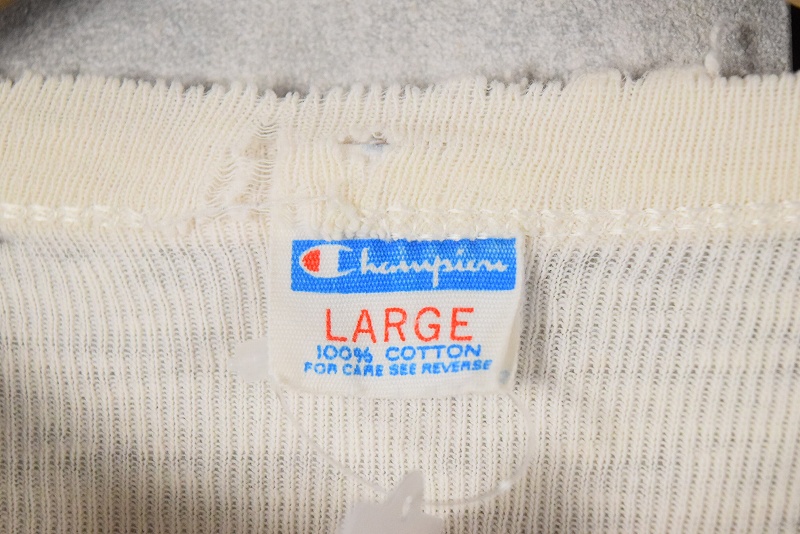 Champion
LARGE
100% COTTON
FOR CARE SEE REVERSE